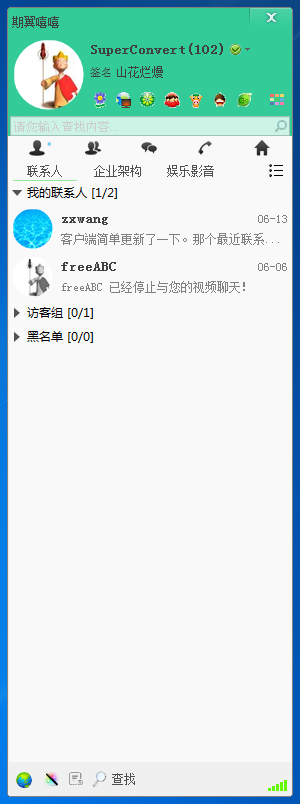 期翼嘻嘻
SuperConvert(102)
签名 山花烂熳
请您输入查找内容...
联系人 企业架构 娱乐影音
我的联系人 [1/2]
zxwang 06-13
客户端简单更新了一下。那个最近联系...
freeABC 06-06
freeABC 已经停止与您的视频聊天!
访客组 [0/1]
黑名单 [0/0]
查找